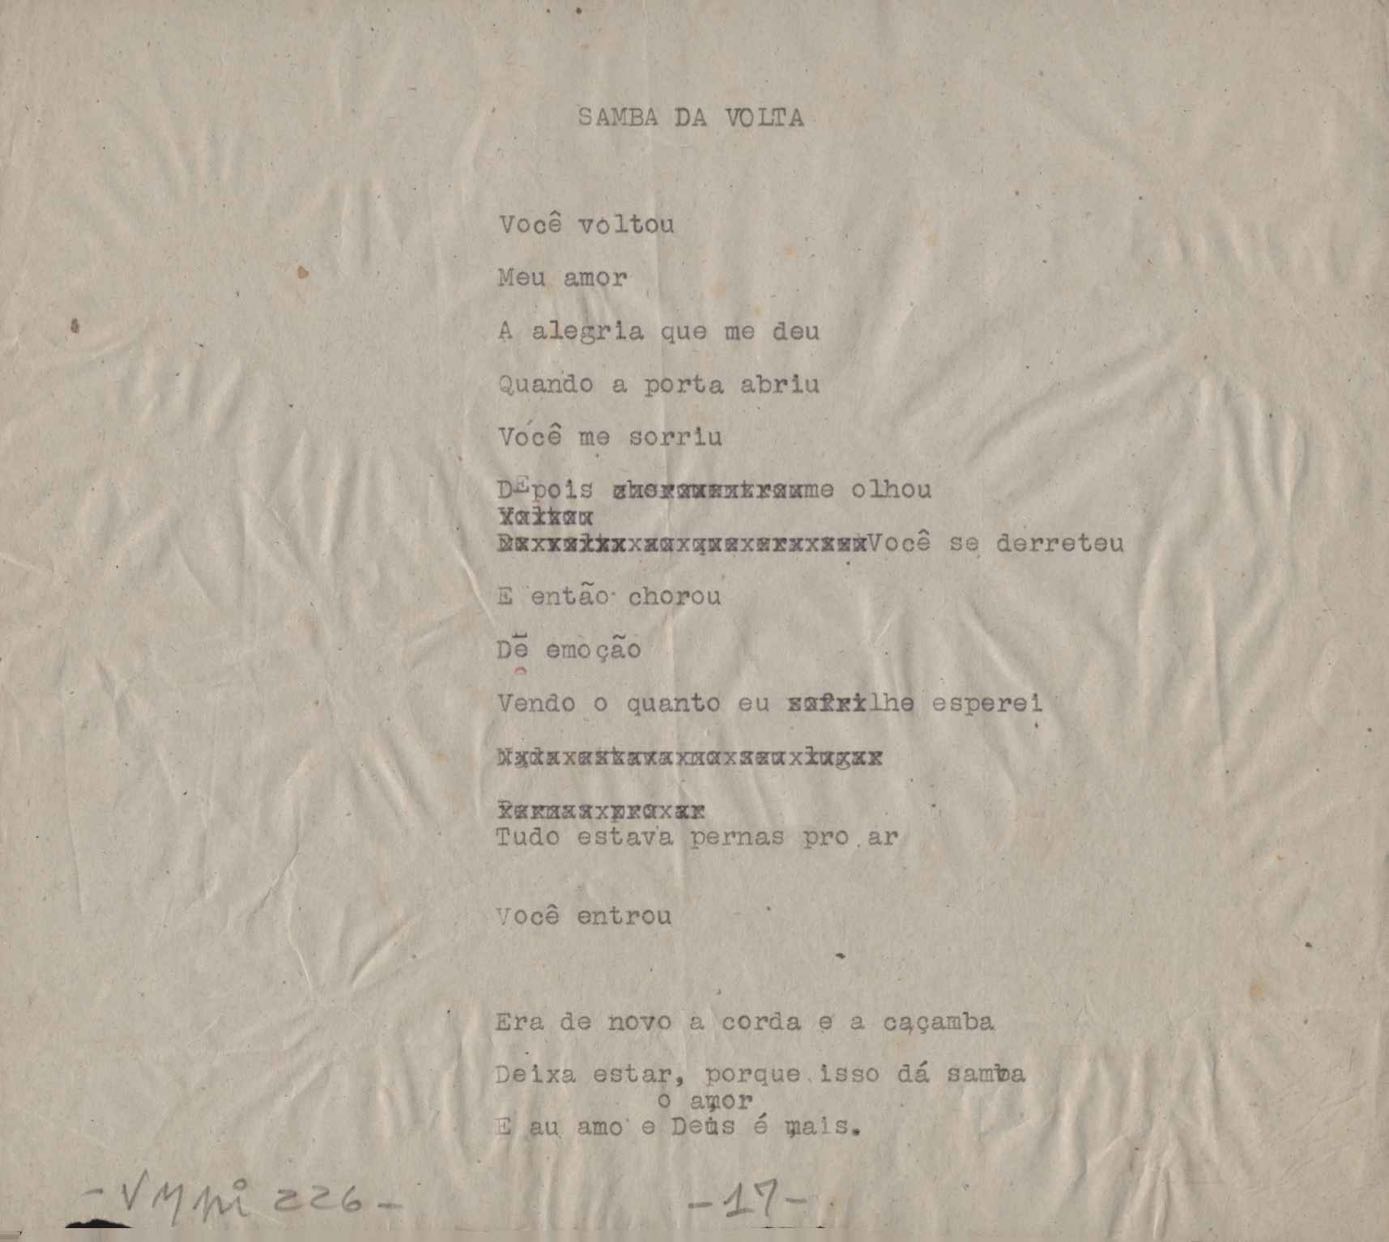 SAMBA DA VOLTA
Você voltou
Meu amor
A alegria que me deu
Quando a porta abriu
Você me sorriu
Depois me olhou
Você se derreteu
E então chorou
De emoção
Vendo o quanto eu lhe esperei
Tudo estava pernas pro ar
Você entrou
Era de novo a corda e a caçamba
Deixa estar, porque isso dá samba
o amor
E au amo e Deus é mais.
-VMpi 226- -17-